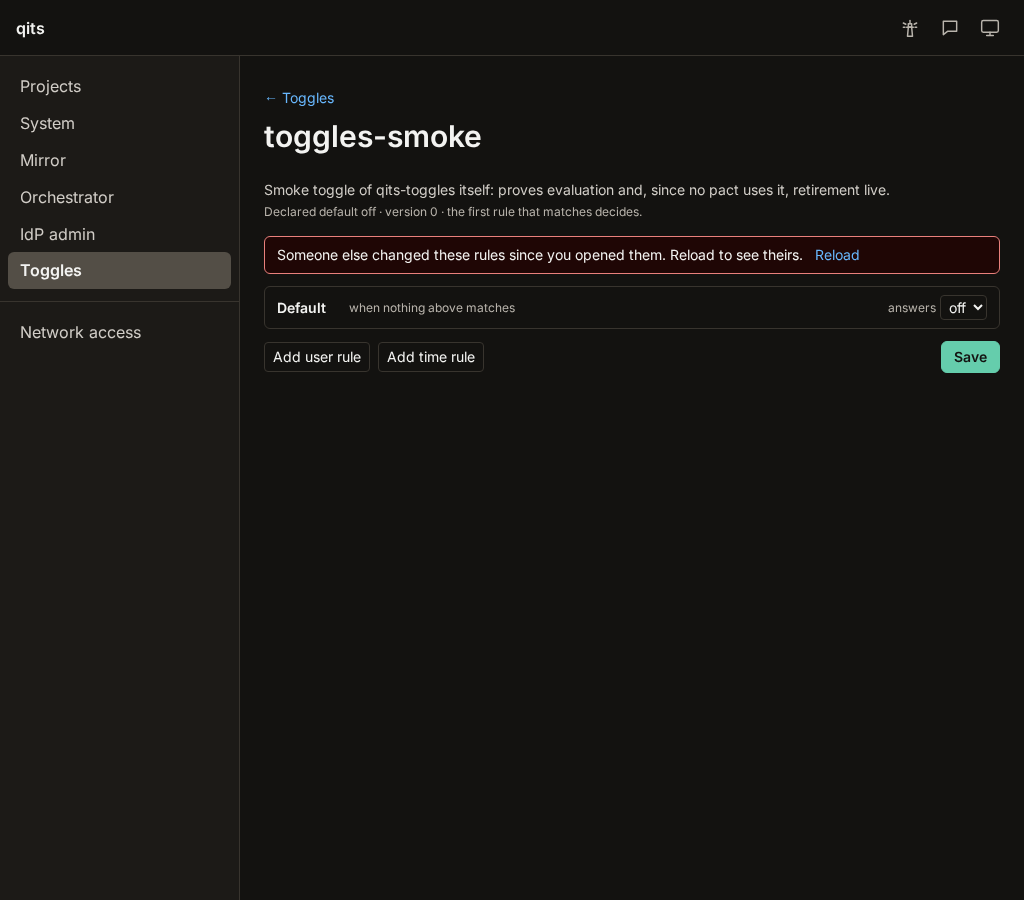 qits
Projects
System
Mirror
Orchestrator
IdP admin
Toggles
Network access
← Toggles
toggles-smoke
Smoke toggle of qits-toggles itself: proves evaluation and, since no pact uses it, retirement live.
Declared default off · version 0 · the first rule that matches decides.
Someone else changed these rules since you opened them. Reload to see theirs. Reload
Default when nothing above matches answers off
Add user rule Add time rule Save